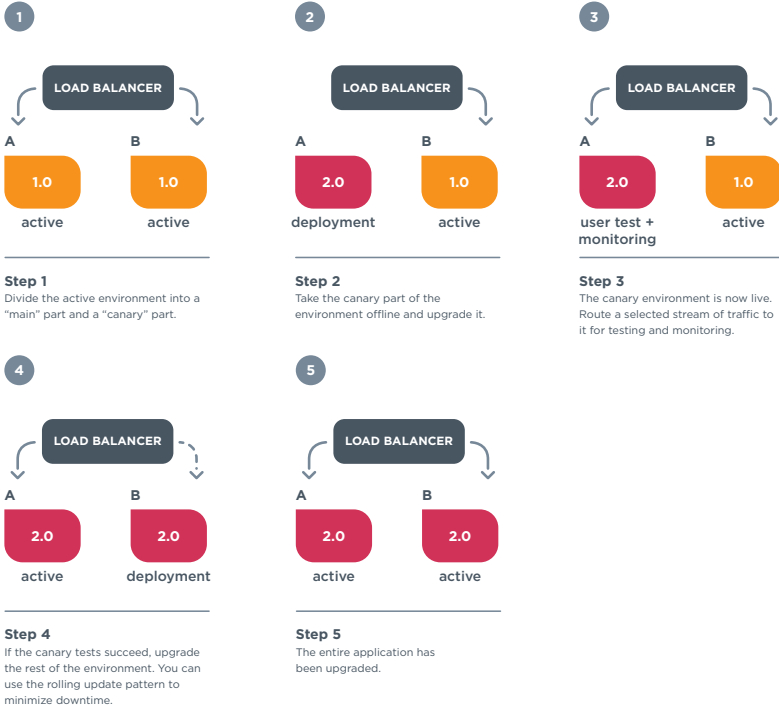 1
LOAD BALANCER
A
B
1.0
1.0
active
active
Step 1
Divide the active environment into a
“main” part and a “canary” part.
2
LOAD BALANCER
A
B
2.0
1.0
deployment
active
Step 2
Take the canary part of the
environment offline and upgrade it.
3
LOAD BALANCER
A
B
2.0
1.0
user test +
monitoring
active
Step 3
The canary environment is now live.
Route a selected stream of traffic to
it for testing and monitoring.
4
LOAD BALANCER
A
B
2.0
2.0
active
deployment
Step 4
If the canary tests succeed, upgrade
the rest of the environment. You can
use the rolling update pattern to
minimize downtime.
5
LOAD BALANCER
A
B
2.0
2.0
active
active
Step 5
The entire application has
been upgraded.